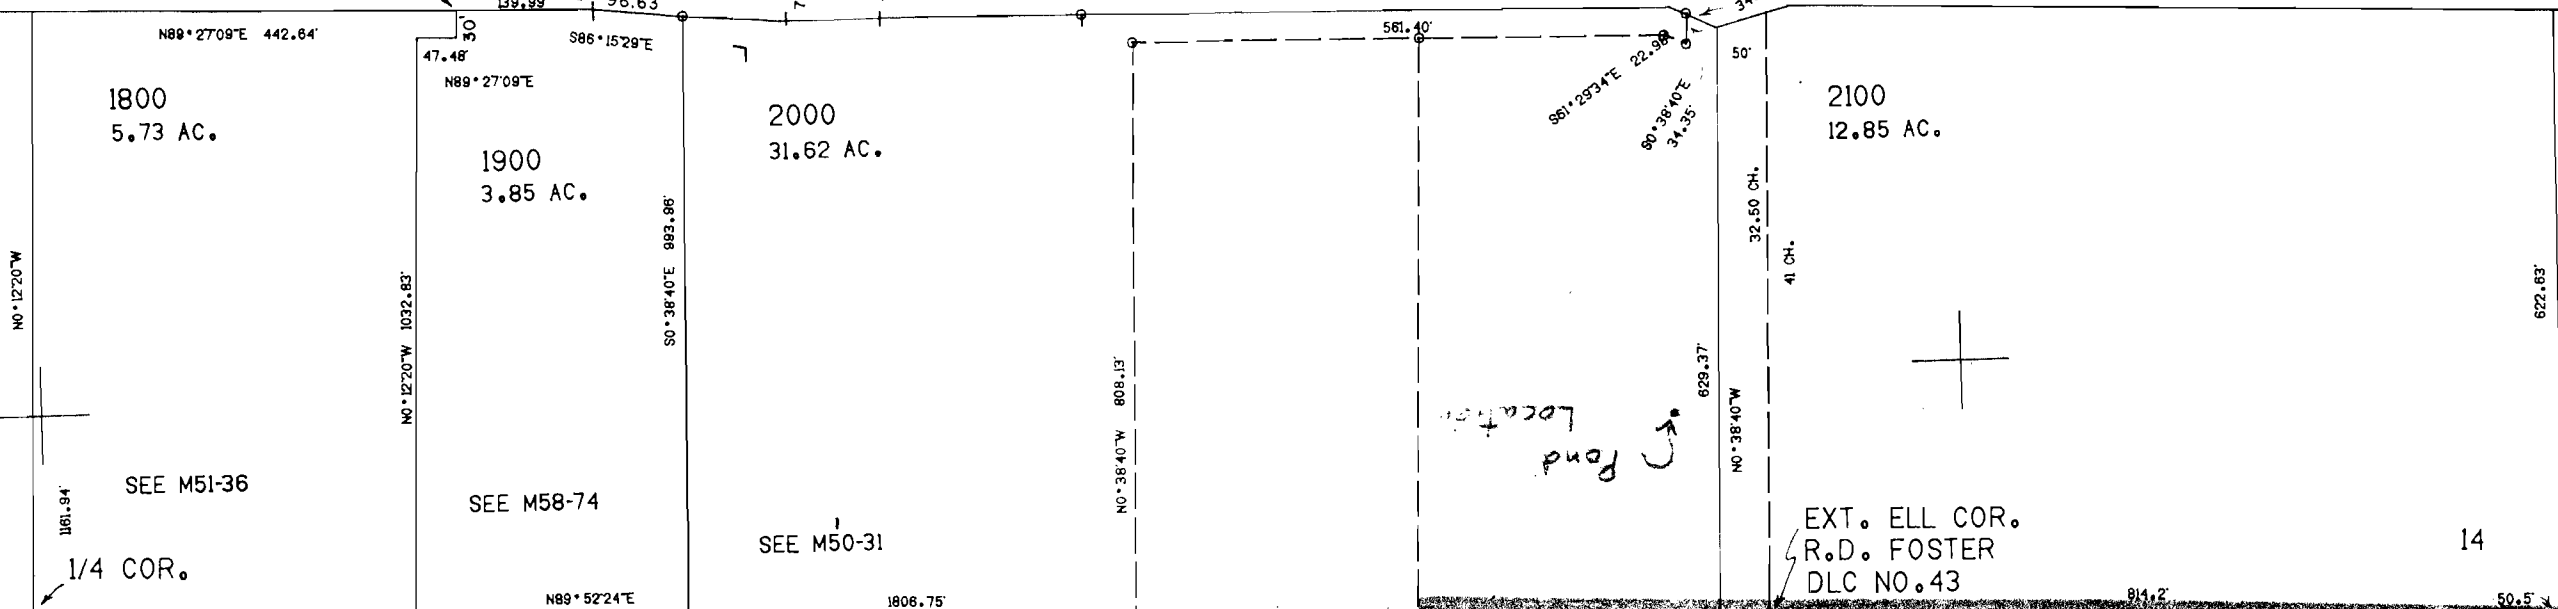 139.99
96.63
7
N89°27'09"E 442.64'
30'
S86°15'29"E
561.40'
47.48'
N89°27'09"E
S61°29'34"E 22.98'
S0°38'40"E
34.35'
50'
1800
5.73 AC.
1900
3.85 AC.
2000
31.62 AC.
2100
12.85 AC.
N0°12'20"W
N0°12'20"W 1032.83'
S0°38'40"E 993.86'
N0°38'40"W 808.13'
629.37'
N0°38'40"W
32.50 CH.
41 CH.
622.63'
Pond
Location
1161.94'
SEE M51-36
SEE M58-74
SEE M50-31
1/4 COR.
EXT. ELL COR.
R.D. FOSTER
DLC NO.43
14
N89°52'24"E
1806.75'
814.2'
50.5'